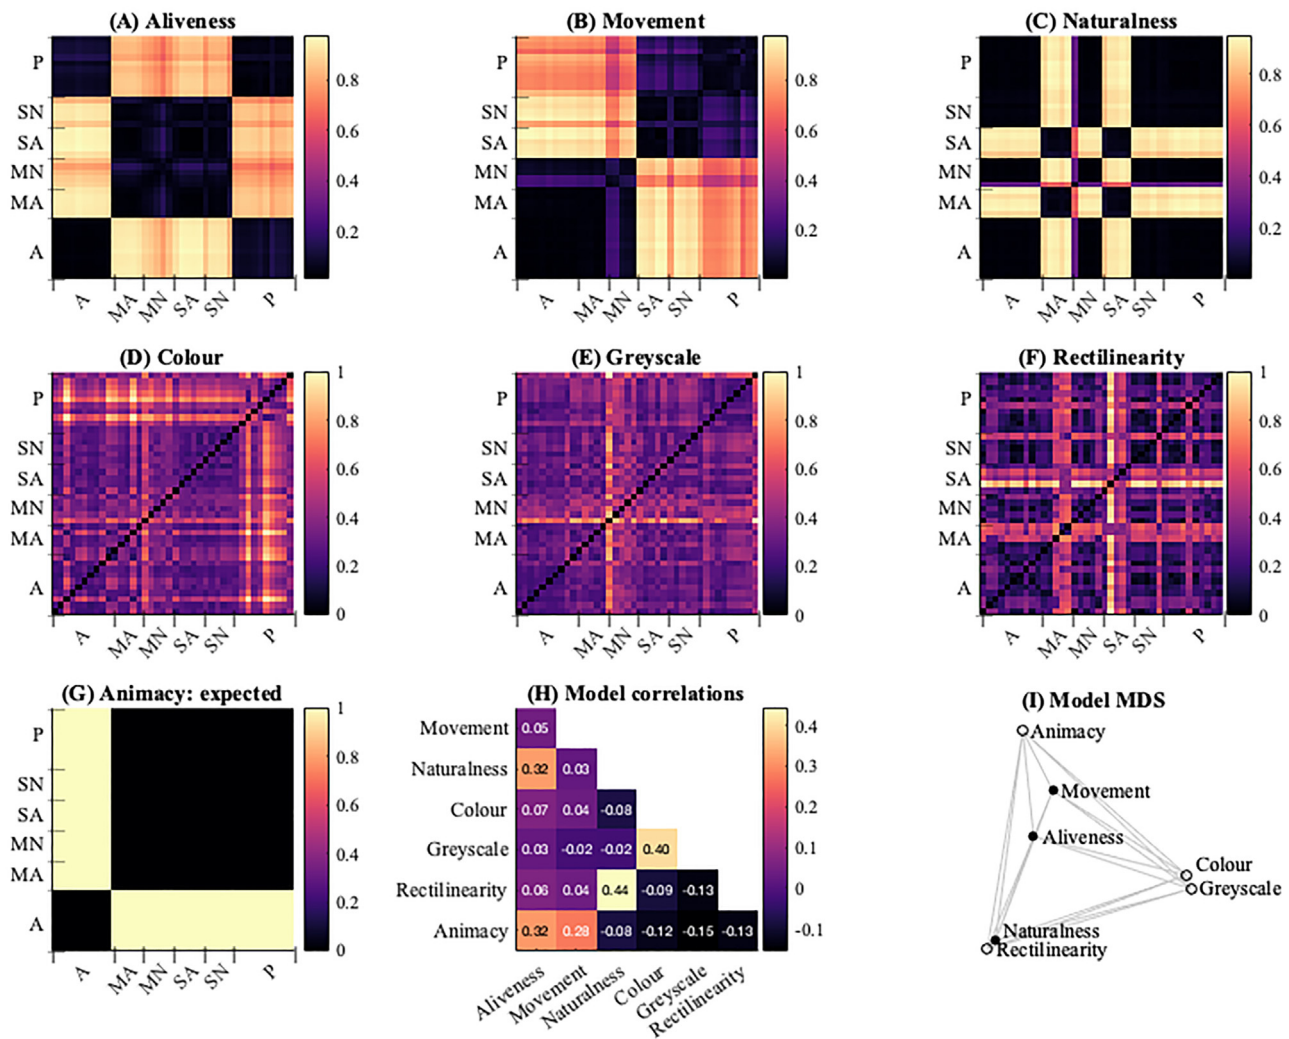 (A) Aliveness
P
SN
SA
MN
MA
A
A
MA
MN
SA
SN
P
0.8
0.6
0.4
0.2
(B) Movement
P
SN
SA
MN
MA
A
A
MA
MN
SA
SN
P
0.8
0.6
0.4
0.2
(C) Naturalness
P
SN
SA
MN
MA
A
A
MA
MN
SA
SN
P
0.8
0.6
0.4
0.2
(D) Colour
P
SN
SA
MN
MA
A
A
MA
MN
SA
SN
P
1
0.8
0.6
0.4
0.2
0
(E) Greyscale
P
SN
SA
MN
MA
A
A
MA
MN
SA
SN
P
1
0.8
0.6
0.4
0.2
0
(F) Rectilinearity
P
SN
SA
MN
MA
A
A
MA
MN
SA
SN
P
1
0.8
0.6
0.4
0.2
0
(G) Animacy: expected
P
SN
SA
MN
MA
A
A
MA
MN
SA
SN
P
1
0.8
0.6
0.4
0.2
0
(H) Model correlations
Movement 0.05
Naturalness 0.32 0.03
Colour 0.07 0.04 -0.08
Greyscale 0.03 -0.02 -0.02 0.40
Rectilinearity 0.06 0.04 0.44 -0.09 -0.13
Animacy 0.32 0.28 -0.08 -0.12 -0.15 -0.13
Aliveness
Movement
Naturalness
Colour
Greyscale
Rectilinearity
0.4
0.3
0.2
0.1
0
-0.1
(I) Model MDS
Animacy
Movement
Aliveness
Colour
Greyscale
Naturalness
Rectilinearity